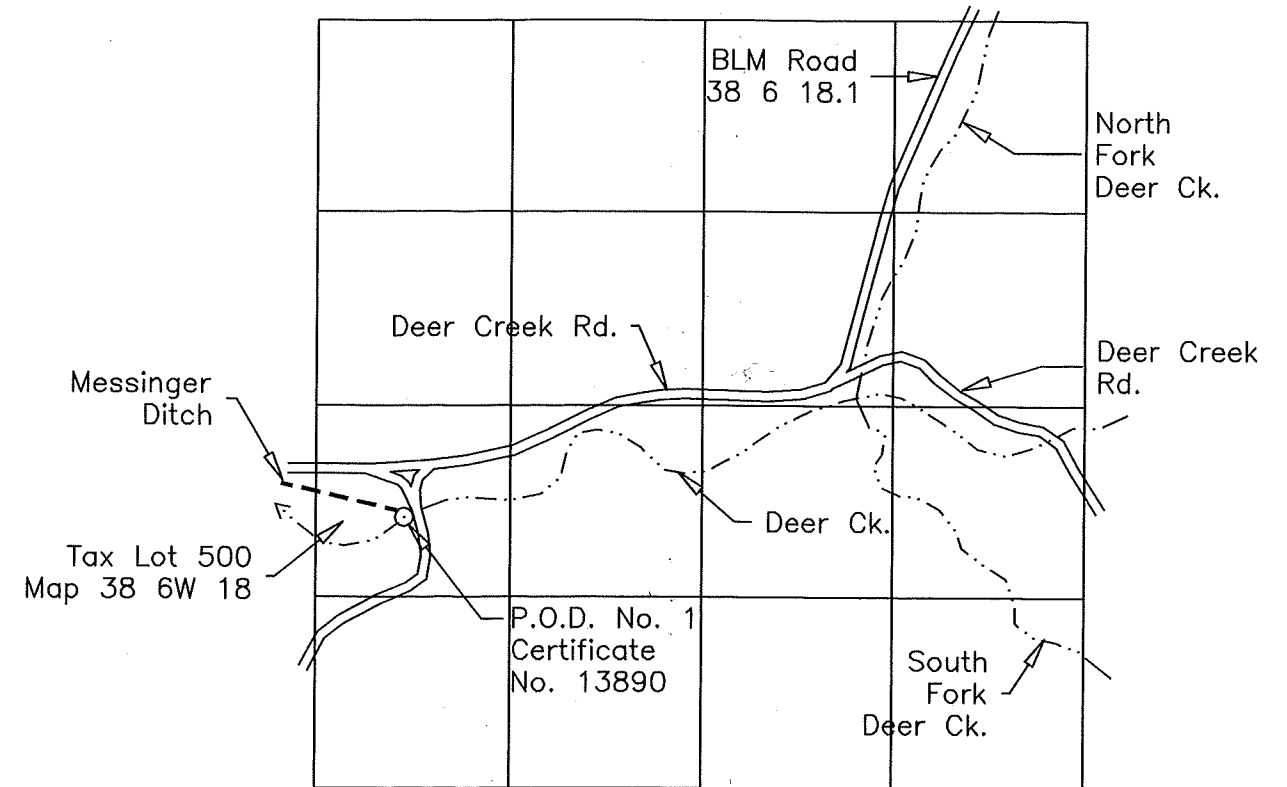 BLM Road
38 6 18.1
North
Fork
Deer Ck.
Deer Creek Rd.
Deer Creek
Rd.
Messinger
Ditch
Deer Ck.
Tax Lot 500
Map 38 6W 18
P.O.D. No. 1
Certificate
No. 13890
South
Fork
Deer Ck.